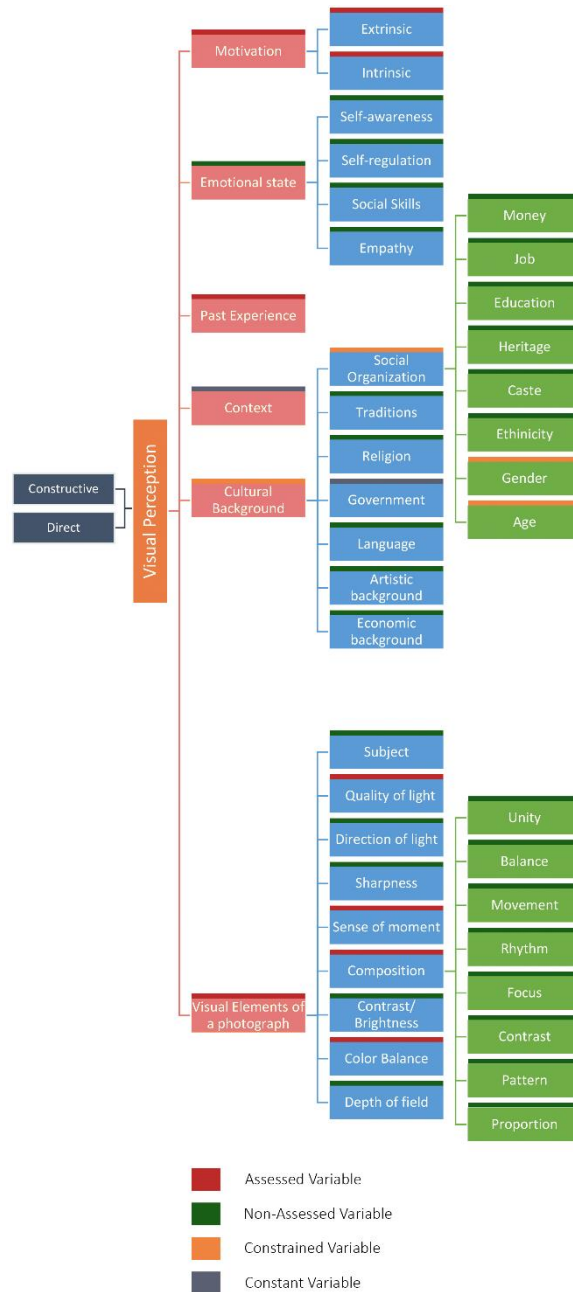 Constructive
Direct
Visual Perception
Motivation
Extrinsic
Intrinsic
Emotional state
Self-awareness
Self-regulation
Social Skills
Empathy
Past Experience
Context
Cultural
Background
Social
Organization
Traditions
Religion
Government
Language
Artistic
background
Economic
background
Money
Job
Education
Heritage
Caste
Ethinicity
Gender
Age
Visual Elements of
a photograph
Subject
Quality of light
Direction of light
Sharpness
Sense of moment
Composition
Contrast/
Brightness
Color Balance
Depth of field
Unity
Balance
Movement
Rhythm
Focus
Contrast
Pattern
Proportion
Assessed Variable
Non-Assessed Variable
Constrained Variable
Constant Variable